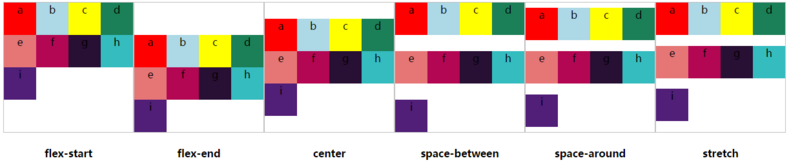 a b c d a b c d a b c d
e f g h a b c d e f g h a b c d e f g h e f g h e f g h
i e f g h i i i i
i
flex-start flex-end center space-between space-around stretch